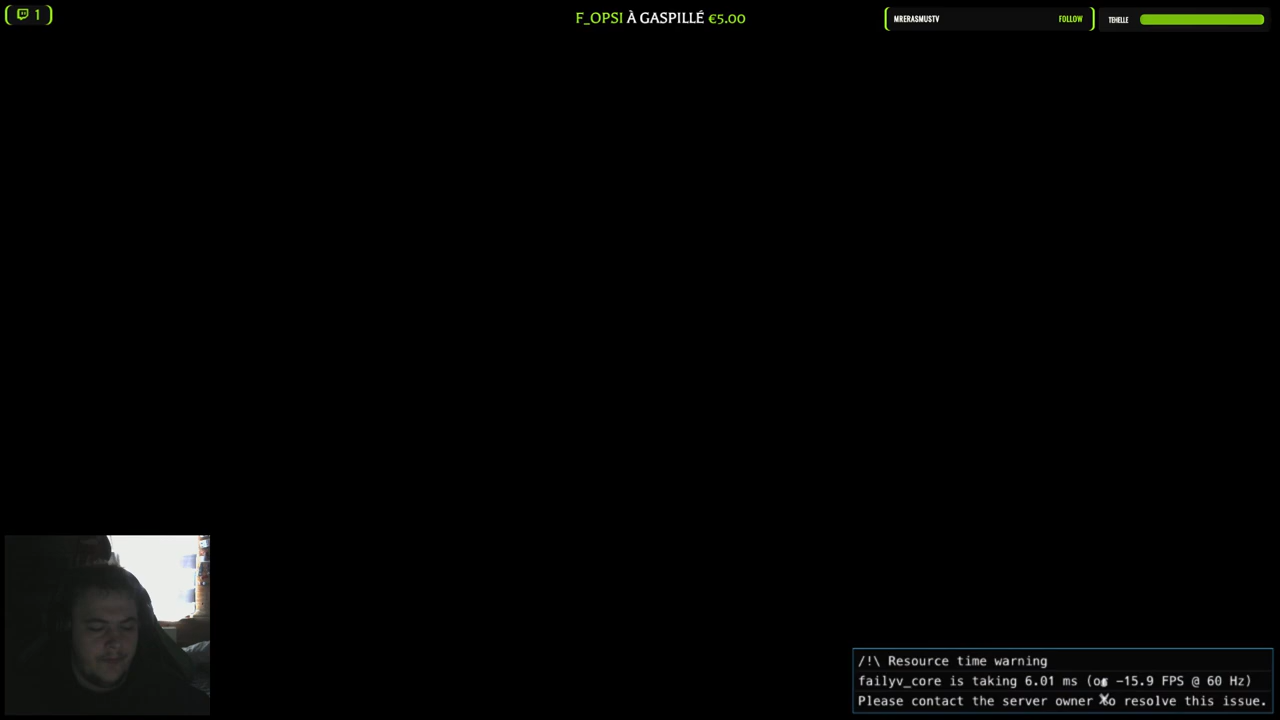 1
F_OPSI À GASPILLÉ €5.00
MRERASMUSTV FOLLOW
TEHELLE
/!\ Resource time warning
failyv_core is taking 6.01 ms (or -15.9 FPS @ 60 Hz)
Please contact the server owner to resolve this issue.